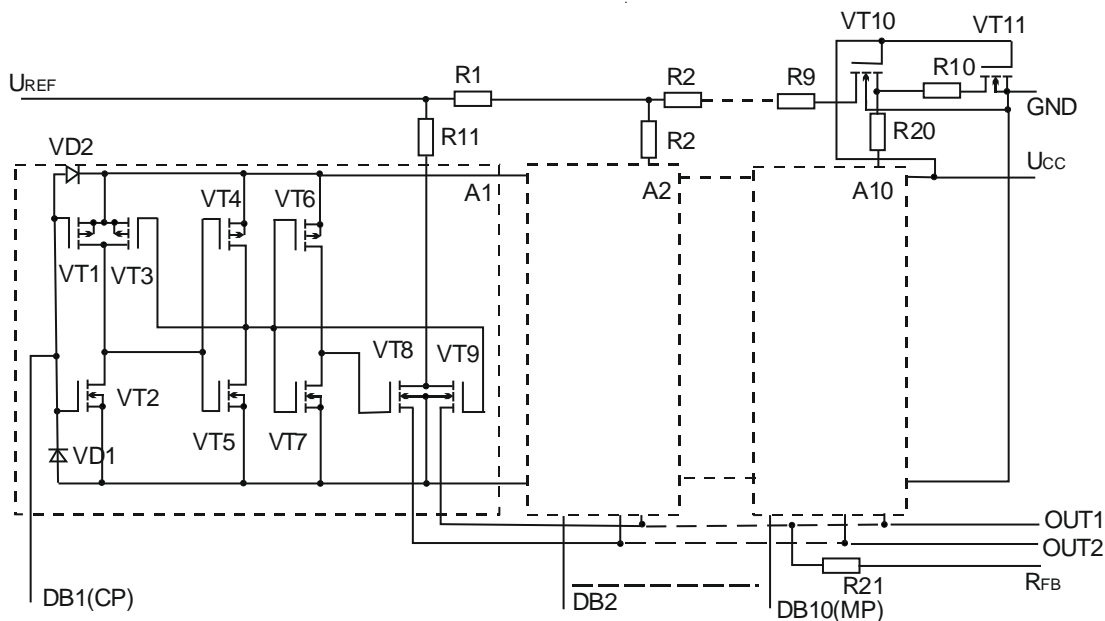 VT10
VT11
UREF
R1
R2
R9
R10
GND
R11
R2
R20
VD2
UCC
VT4
VT6
A1
A2
A10
VT1
VT3
VT8
VT9
VT2
VT5
VT7
VD1
OUT1
OUT2
R21
RFB
DB1(CP)
DB2
DB10(MP)